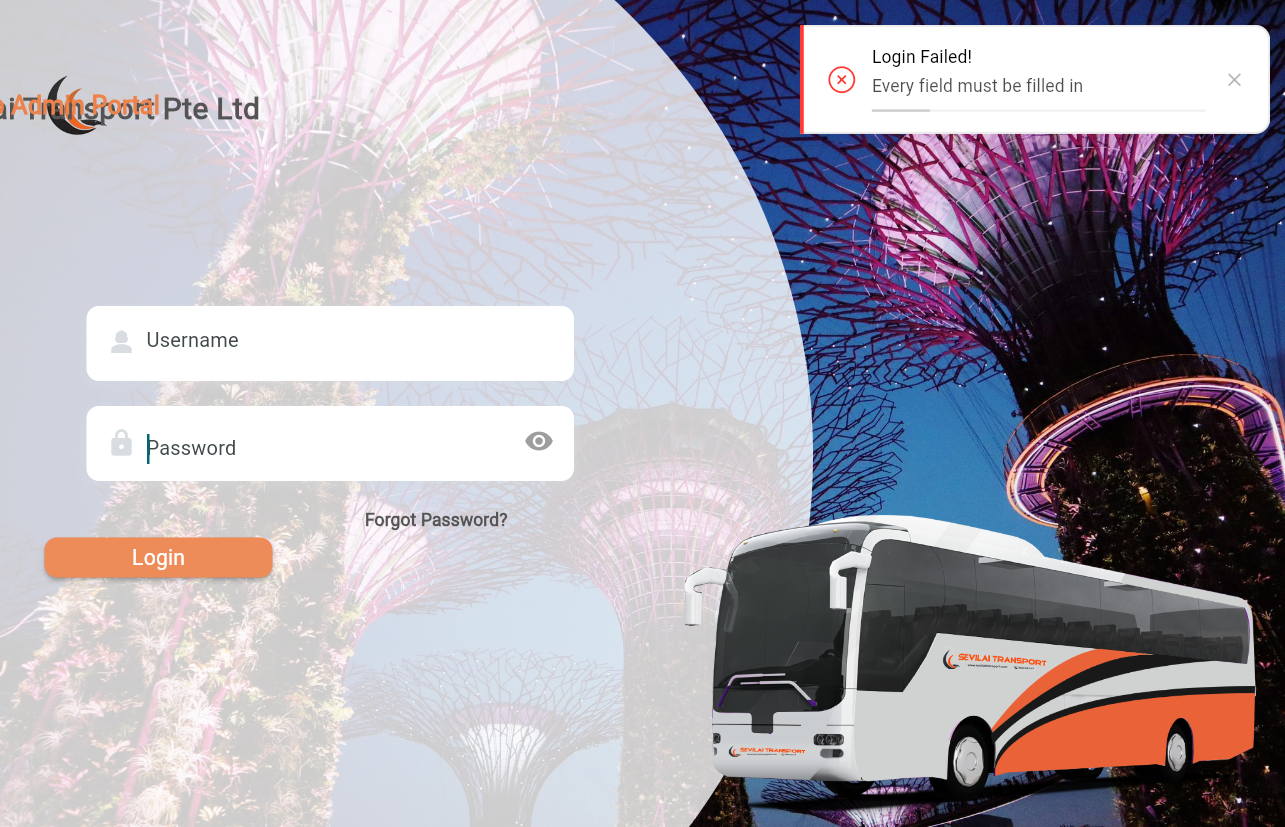 Admin Portal
Transport Pte Ltd
Login Failed!
Every field must be filled in
Username
Password
Forgot Password?
Login
SEVILAI TRANSPORT
SEVILAI TRANSPORT